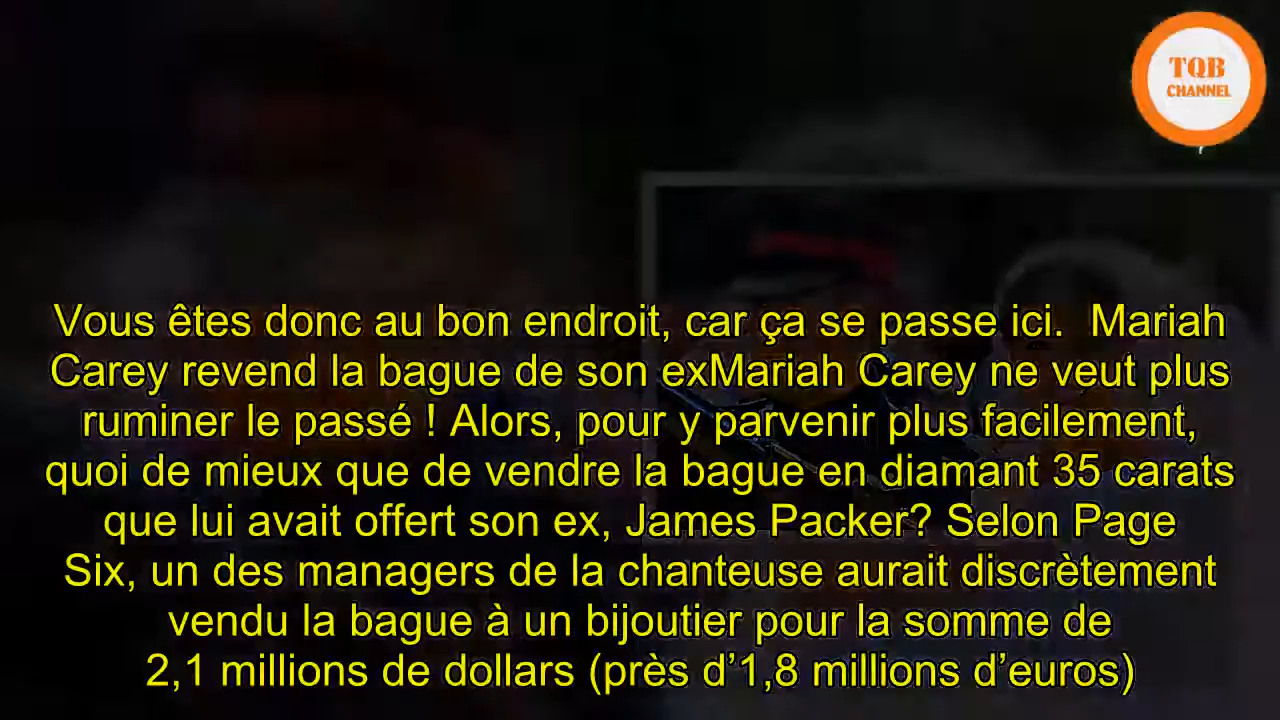 TQB
CHANNEL
Vous êtes donc au bon endroit, car ça se passe ici.  Mariah
Carey revend la bague de son exMariah Carey ne veut plus
ruminer le passé ! Alors, pour y parvenir plus facilement,
quoi de mieux que de vendre la bague en diamant 35 carats
que lui avait offert son ex, James Packer? Selon Page
Six, un des managers de la chanteuse aurait discrètement
vendu la bague à un bijoutier pour la somme de
2,1 millions de dollars (près d’1,8 millions d’euros)